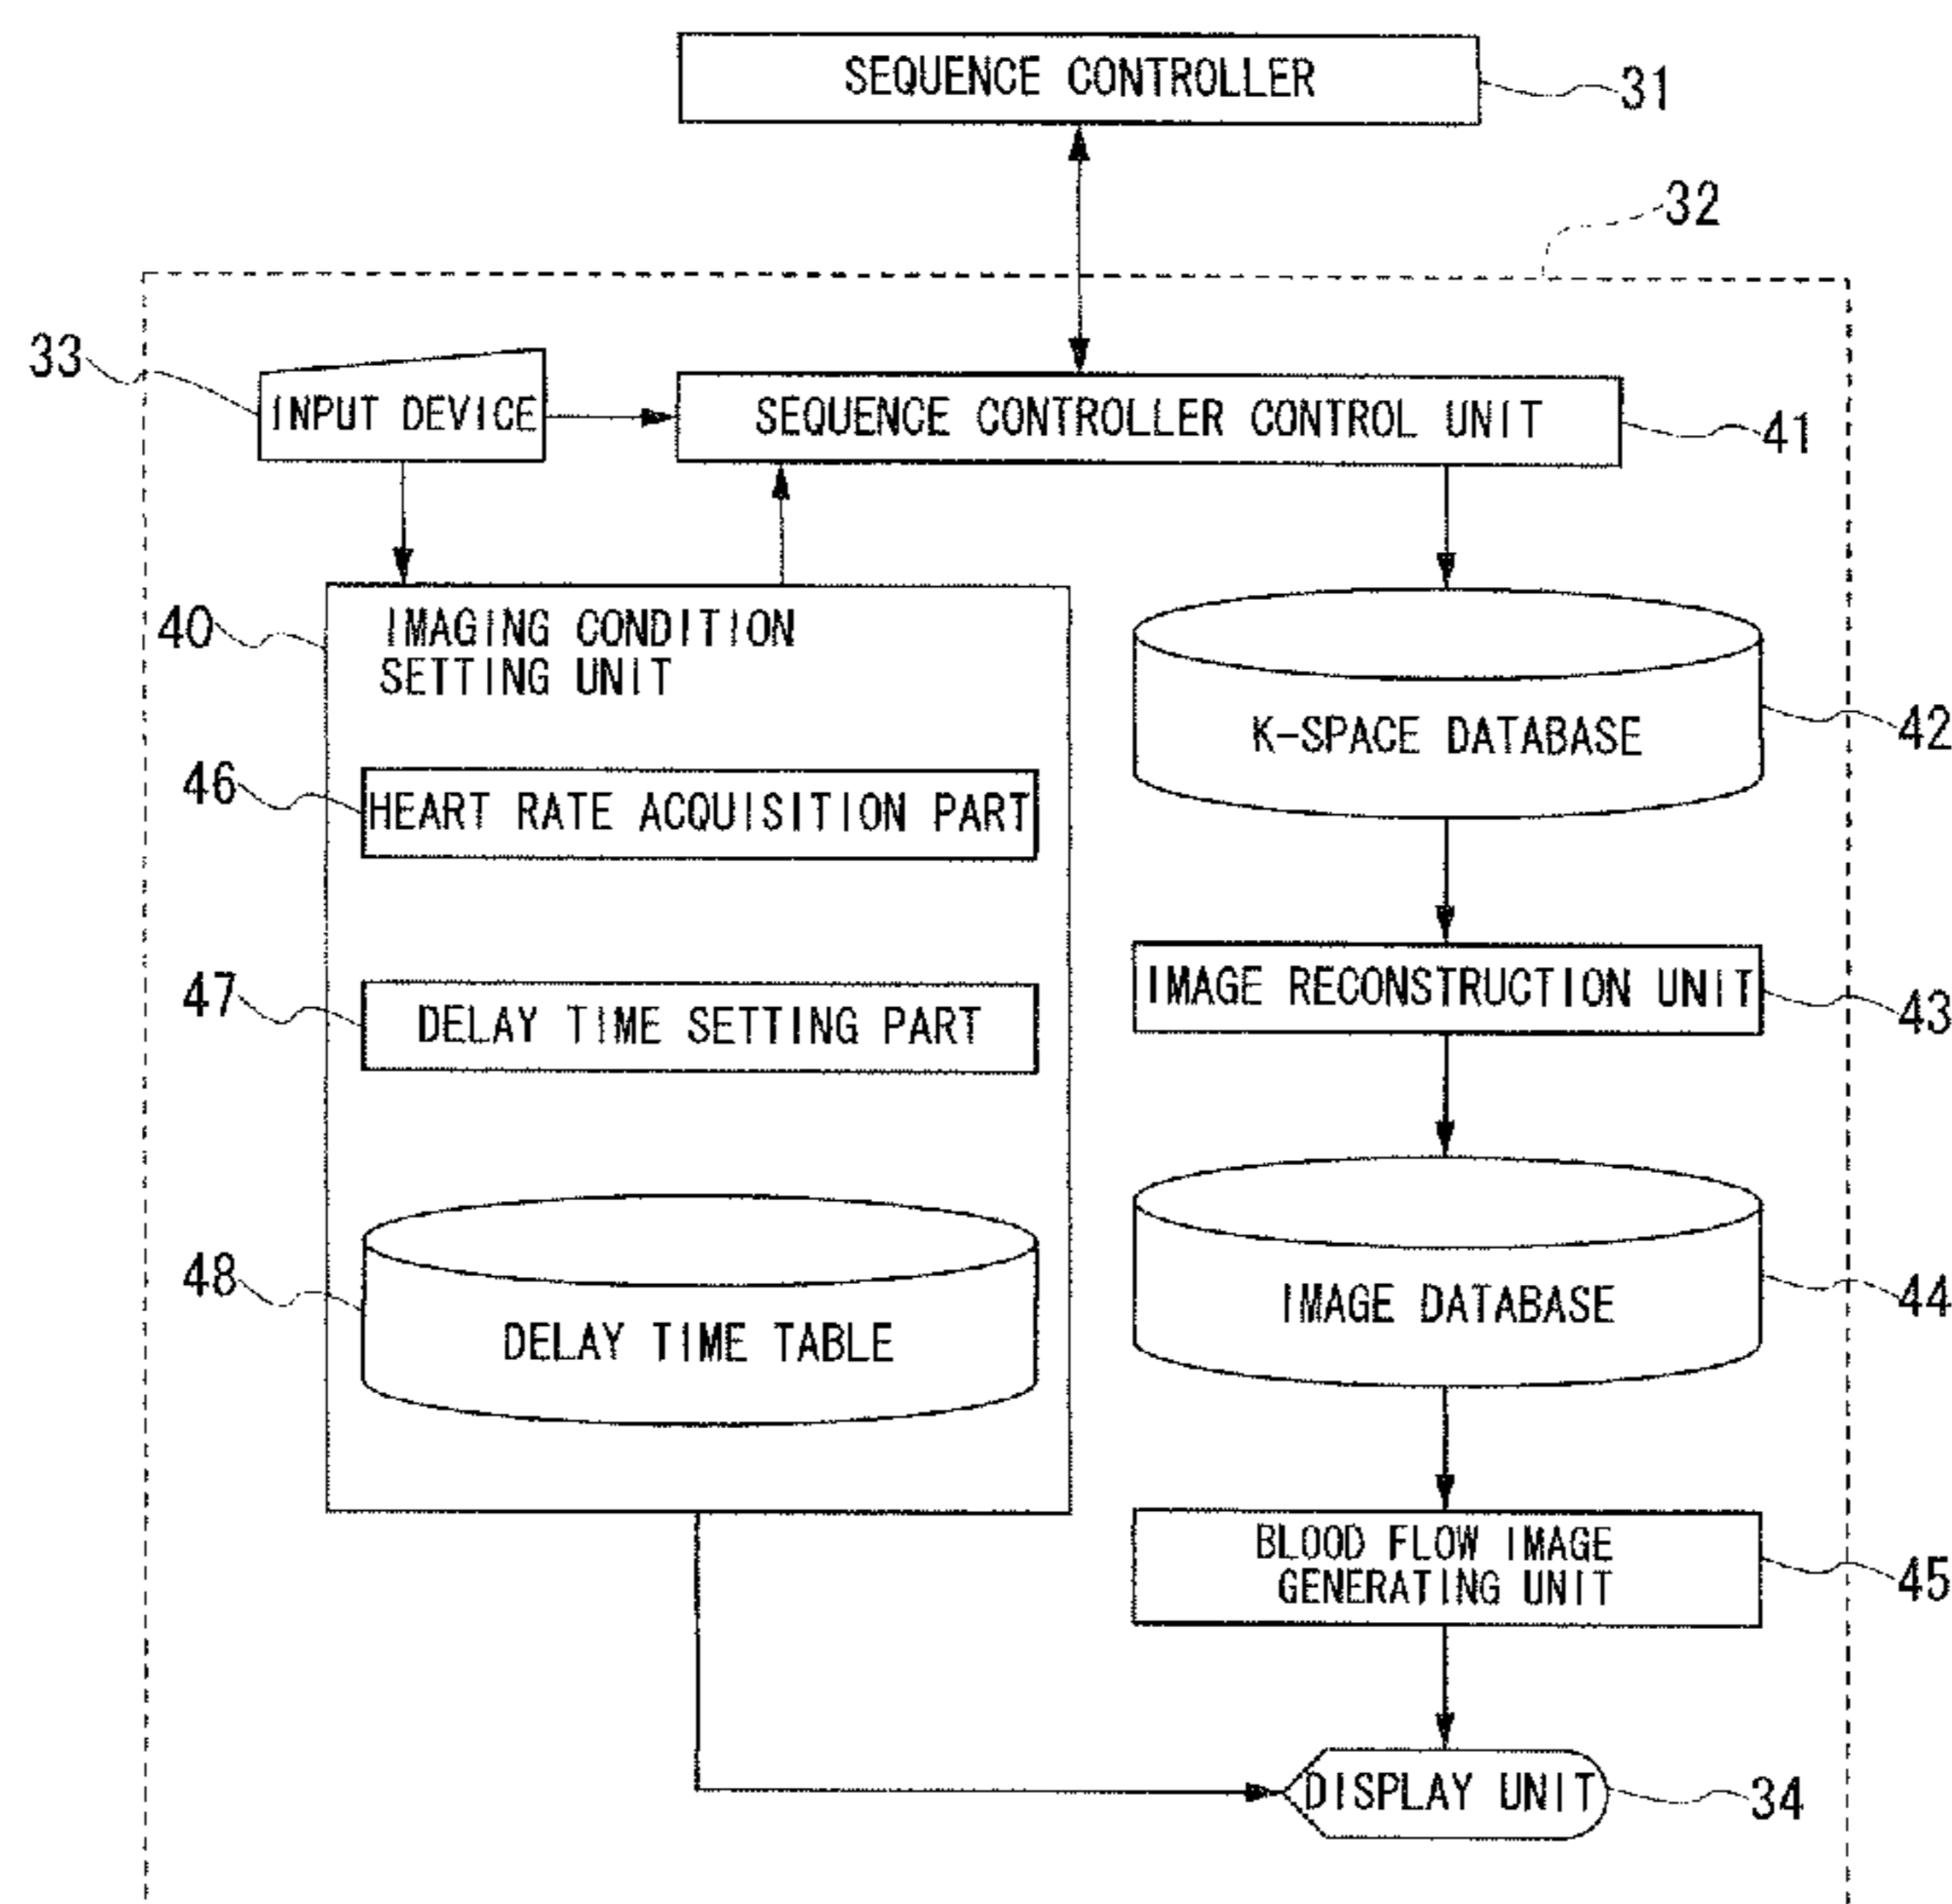 SEQUENCE CONTROLLER
31
32
33
INPUT DEVICE
SEQUENCE CONTROLLER CONTROL UNIT
41
40
IMAGING CONDITION
SETTING UNIT
42
K-SPACE DATABASE
46
HEART RATE ACQUISITION PART
47
DELAY TIME SETTING PART
IMAGE RECONSTRUCTION UNIT
43
48
DELAY TIME TABLE
IMAGE DATABASE
44
BLOOD FLOW IMAGE
GENERATING UNIT
45
DISPLAY UNIT
34